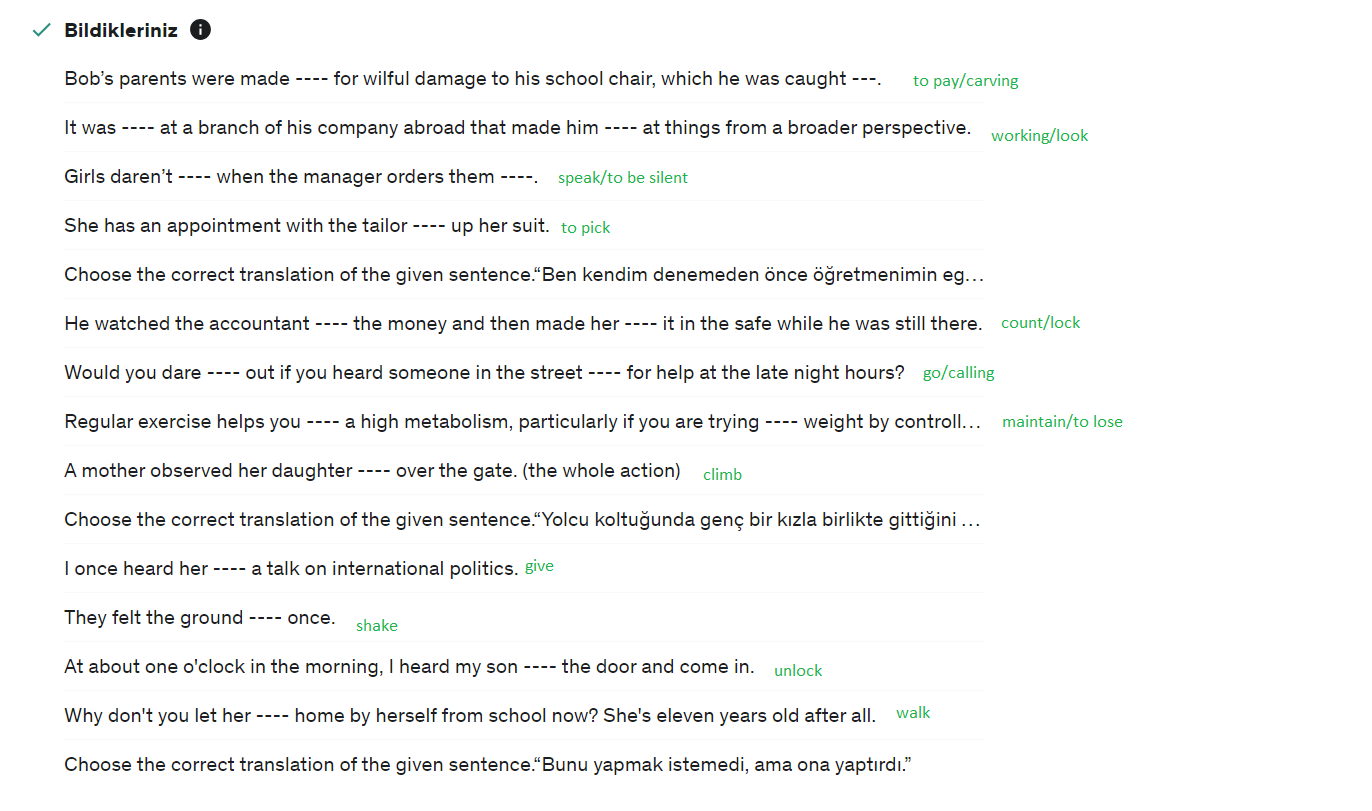 Bildikleriniz
Bob’s parents were made ---- for wilful damage to his school chair, which he was caught ---. to pay/carving
It was ---- at a branch of his company abroad that made him ---- at things from a broader perspective. working/look
Girls daren’t ---- when the manager orders them ----. speak/to be silent
She has an appointment with the tailor ---- up her suit. to pick
Choose the correct translation of the given sentence.“Ben kendim denemeden önce öğretmenimin eg…
He watched the accountant ---- the money and then made her ---- it in the safe while he was still there. count/lock
Would you dare ---- out if you heard someone in the street ---- for help at the late night hours? go/calling
Regular exercise helps you ---- a high metabolism, particularly if you are trying ---- weight by controll… maintain/to lose
A mother observed her daughter ---- over the gate. (the whole action) climb
Choose the correct translation of the given sentence.“Yolcu koltuğunda genç bir kızla birlikte gittiğini …
I once heard her ---- a talk on international politics. give
They felt the ground ---- once. shake
At about one o'clock in the morning, I heard my son ---- the door and come in. unlock
Why don't you let her ---- home by herself from school now? She's eleven years old after all. walk
Choose the correct translation of the given sentence.“Bunu yapmak istemedi, ama ona yaptırdı.”